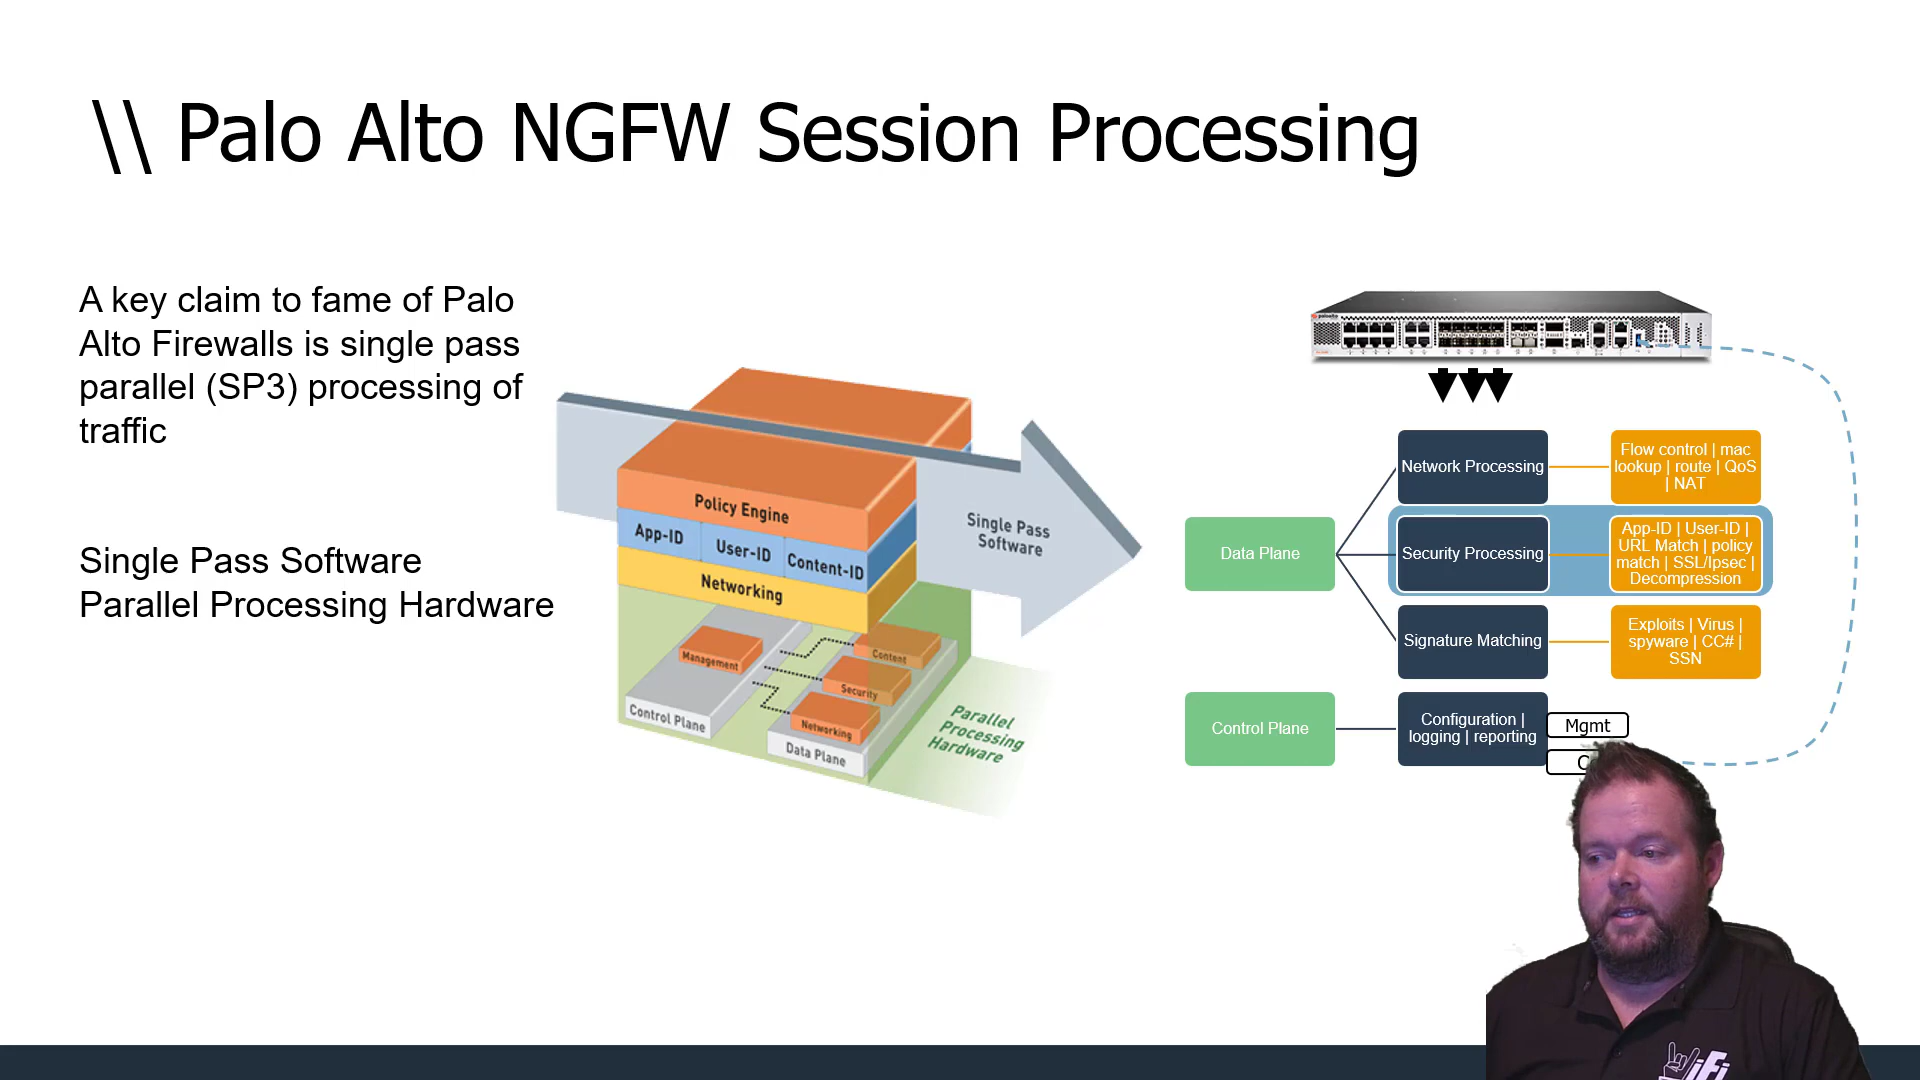 \\ Palo Alto NGFW Session Processing
A key claim to fame of Palo
Alto Firewalls is single pass
parallel (SP3) processing of
traffic
Single Pass Software
Parallel Processing Hardware
Policy Engine
App-ID
User-ID
Content-ID
Networking
Single Pass
Software
Management
Control Plane
Content
Security
Networking
Data Plane
Parallel
Processing
Hardware
paloalto
Data Plane
Network Processing
Flow control | mac
lookup | route | QoS
| NAT
Security Processing
App-ID | User-ID |
URL Match | policy
match | SSL/Ipsec |
Decompression
Signature Matching
Exploits | Virus |
spyware | CC# |
SSN
Control Plane
Configuration |
logging | reporting
Mgmt